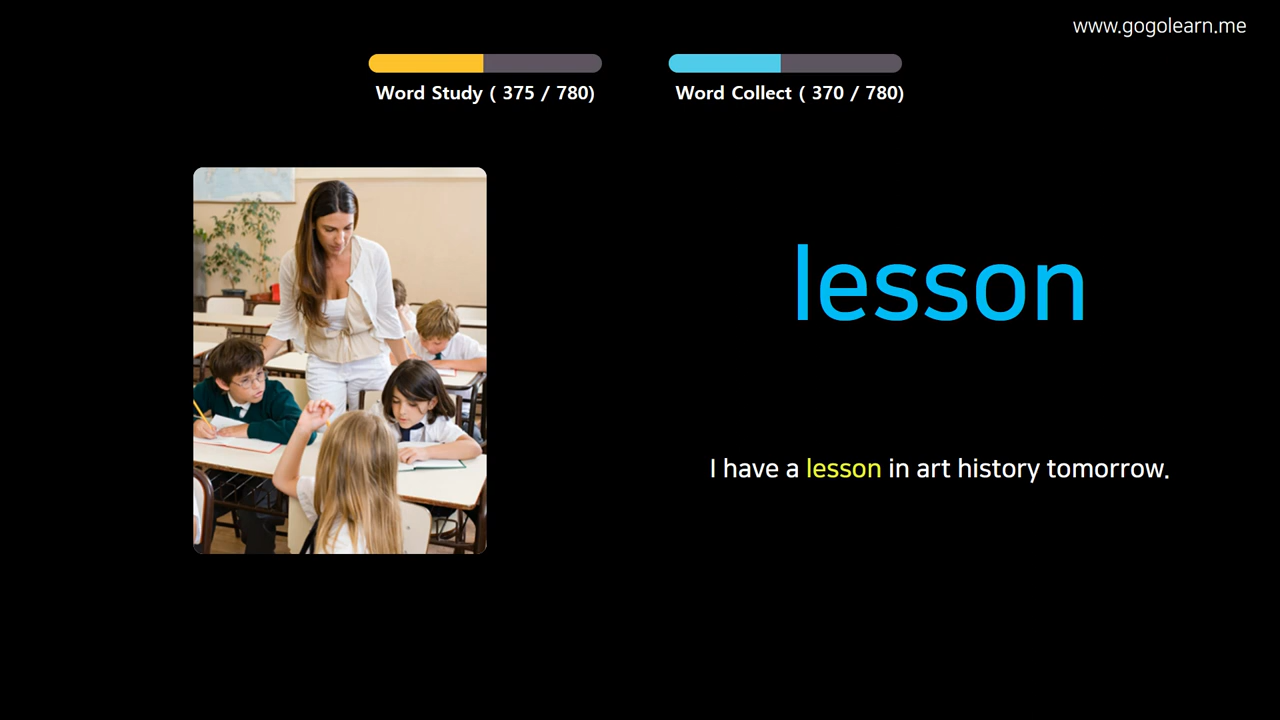 www.gogolearn.me
Word Study ( 375 / 780)
Word Collect ( 370 / 780)
lesson
I have a lesson in art history tomorrow.